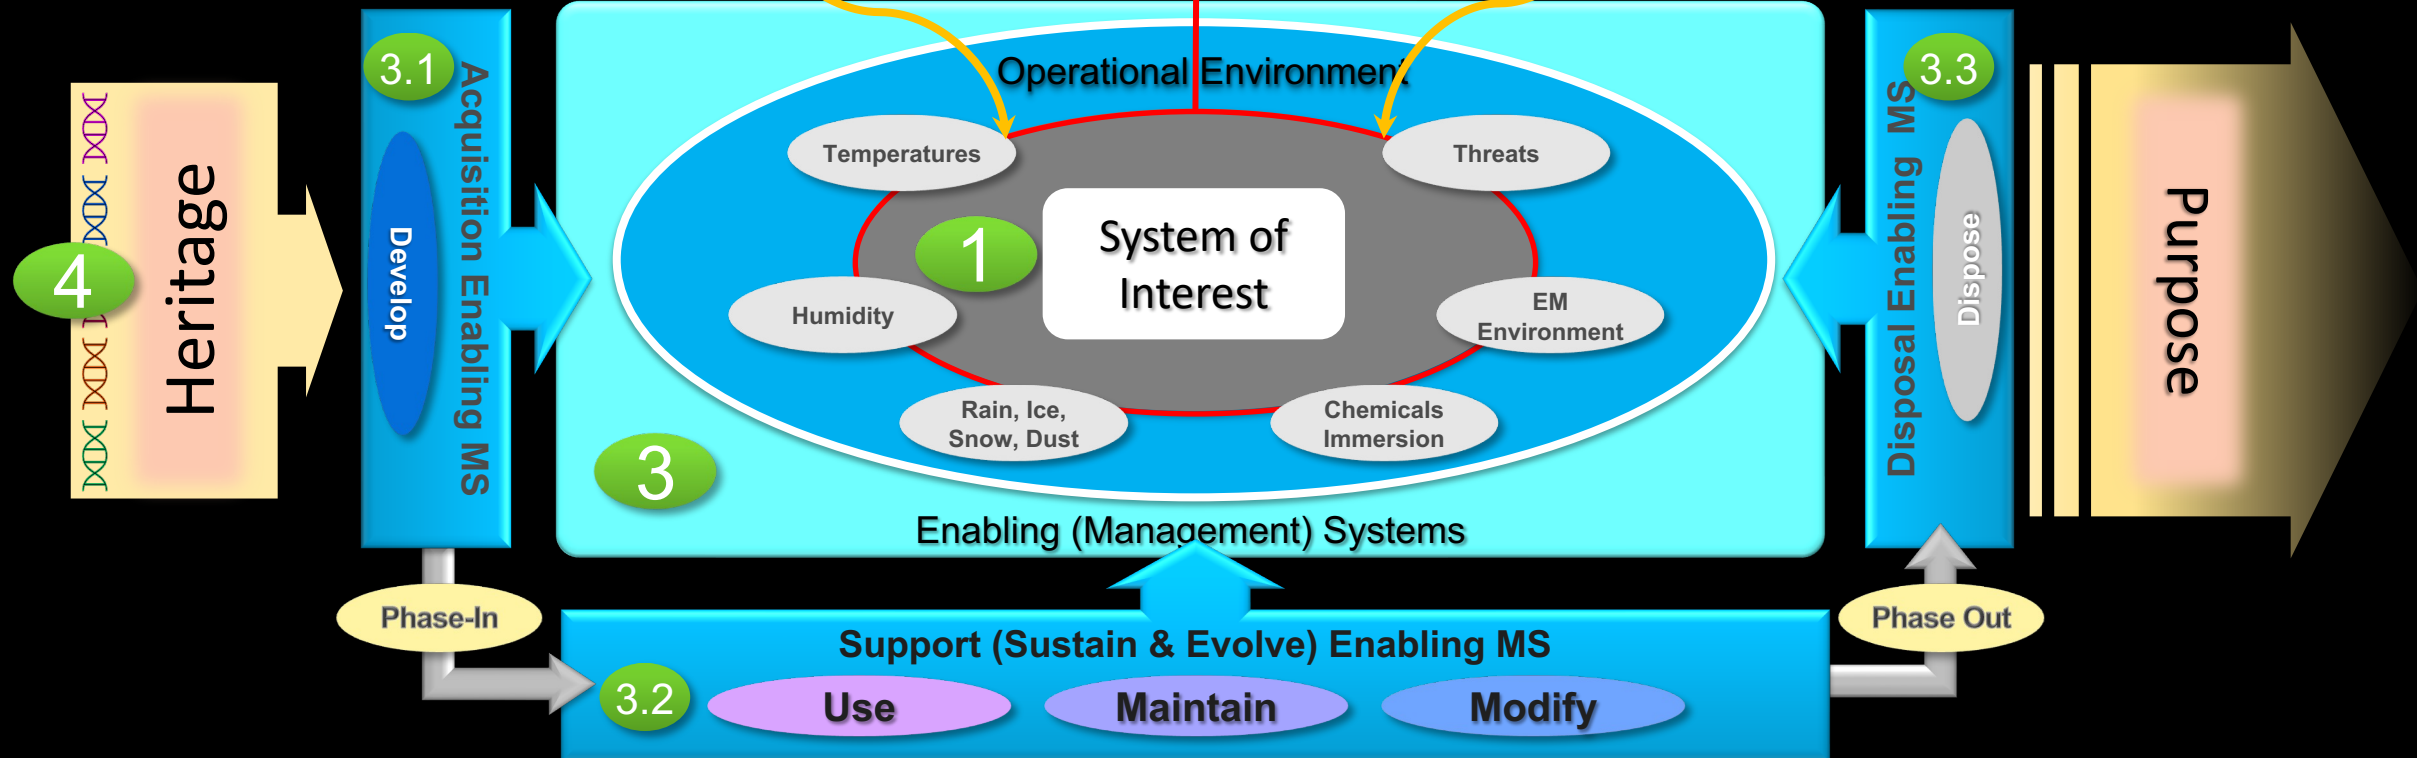 4
Heritage
3.1
Acquisition Enabling MS
Develop
Operational Environment
Temperatures
Threats
1
System of
Interest
Humidity
EM
Environment
Rain, Ice,
Snow, Dust
Chemicals
Immersion
3
Enabling (Management) Systems
3.3
Disposal Enabling MS
Dispose
Purpose
Phase-In
Phase Out
Support (Sustain & Evolve) Enabling MS
3.2
Use
Maintain
Modify